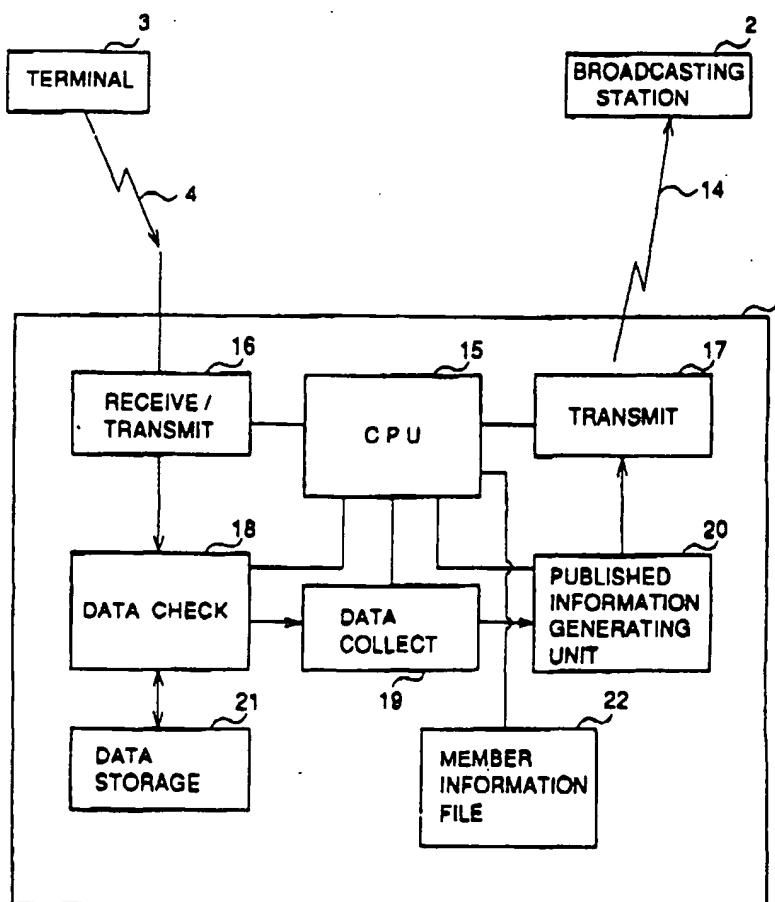 3
TERMINAL
2
BROADCASTING
STATION
4
14
16
RECEIVE/
TRANSMIT
15
CPU
17
TRANSMIT
18
DATA CHECK
DATA
COLLECT
19
20
PUBLISHED
INFORMATION
GENERATING
UNIT
21
DATA
STORAGE
22
MEMBER
INFORMATION
FILE